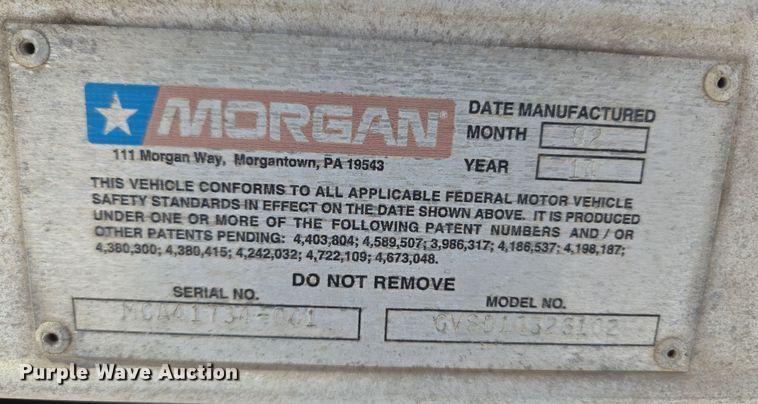 MORGAN
111 Morgan Way, Morgantown, PA 19543
DATE MANUFACTURED
MONTH 02
YEAR
THIS VEHICLE CONFORMS TO ALL APPLICABLE FEDERAL MOTOR VEHICLE
SAFETY STANDARDS IN EFFECT ON THE DATE SHOWN ABOVE. IT IS PRODUCED
UNDER ONE OR MORE OF THE FOLLOWING PATENT NUMBERS AND / OR
OTHER PATENTS PENDING: 4,403,804; 4,589,507; 3,986,317; 4,186,537; 4,198,187;
4,380,300; 4,380,415; 4,242,032; 4,722,109; 4,673,048.
DO NOT REMOVE
SERIAL NO.
MODEL NO.
Purple Wave Auction